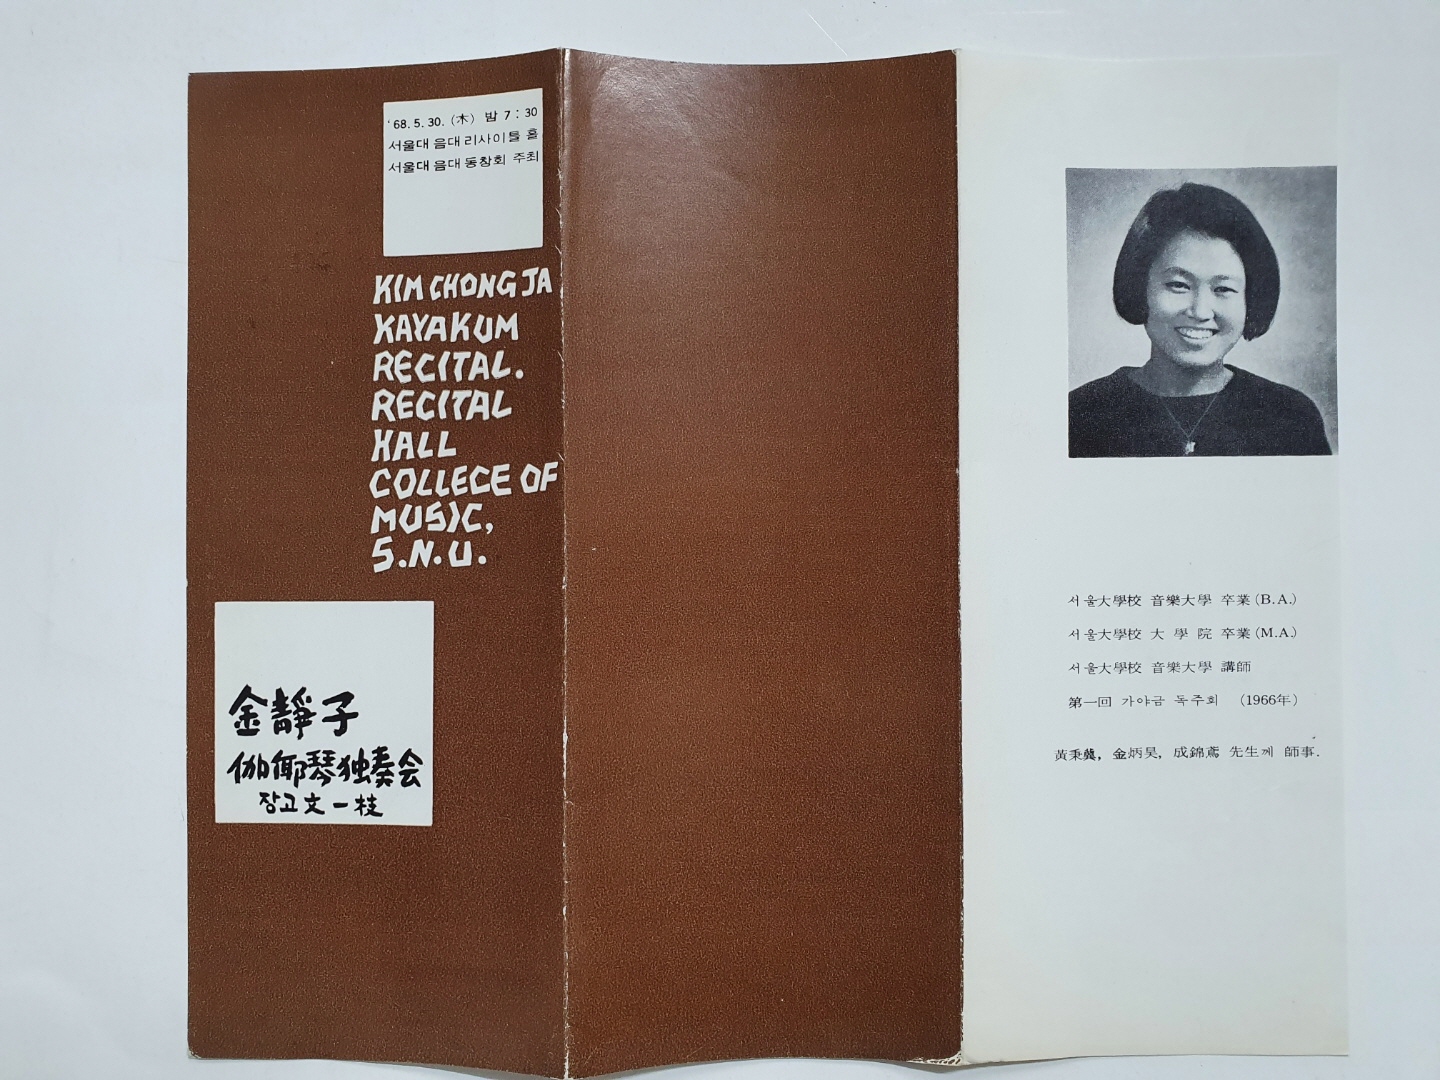 '68. 5. 30. (木) 밤 7 : 30
서울대 음대 리사이틀 홀
서울대 음대 동창회 주최
KIM CHONG JA
KAYAKUM
RECITAL.
RECITAL
HALL
COLLECE OF
MUSIC,
S.N.U.
金靜子
伽倻琴独奏会
장고 文一枝
서울大學校 音樂大學 卒業 (B.A.)
서울大學校 大 學 院 卒業 (M.A.)
서울大學校 音樂大學 講師
第一回 가야금 독주회 (1966年)
黃秉冀, 金炳昊, 成錦鳶 先生께 師事.